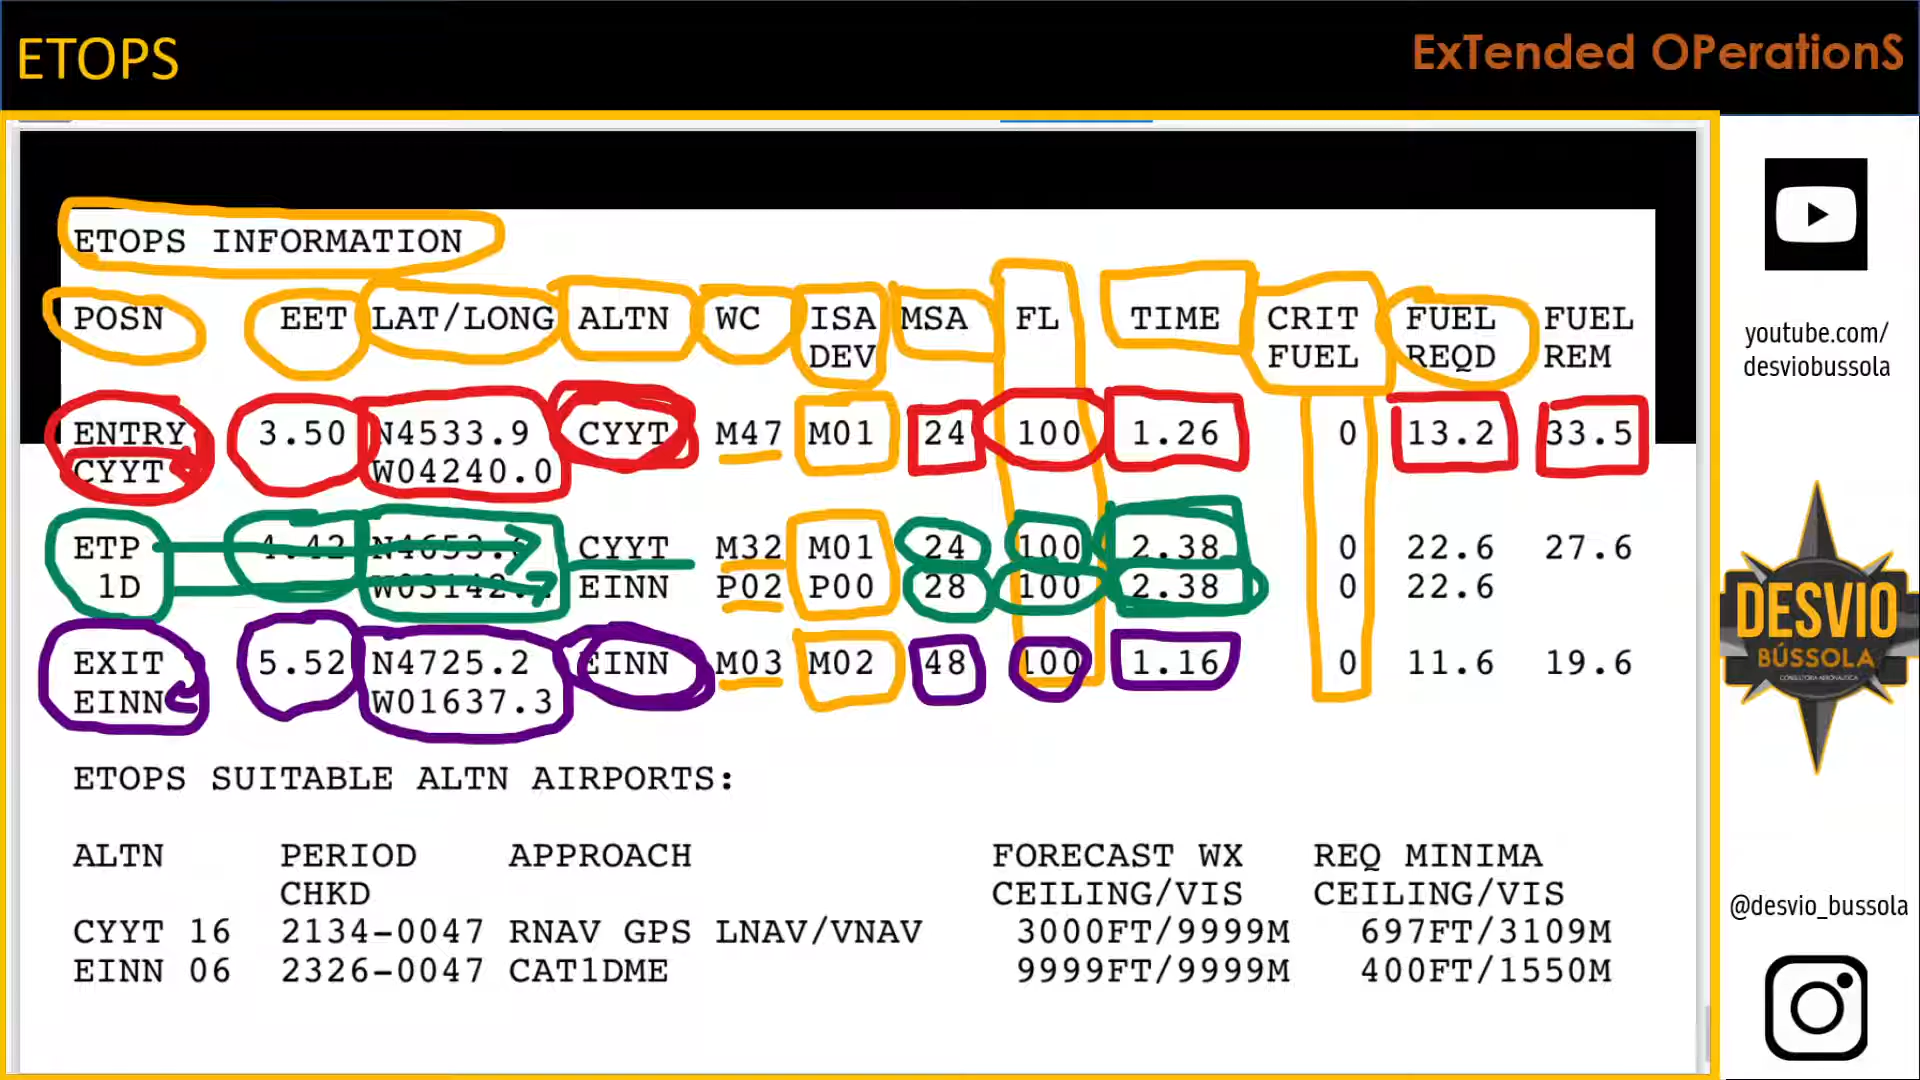 ETOPS
ExTended OPerationS
ETOPS INFORMATION
POSN EET LAT/LONG ALTN WC ISA MSA FL TIME CRIT FUEL FUEL
DEV FUEL REQD REM
ENTRY 3.50 N4533.9 CYYT M47 M01 24 100 1.26 0 13.2 33.5
CYYT W04240.0
ETP 4.42 CYYT M32 M01 24 100 2.38 0 22.6 27.6
1D EINN P02 P00 28 100 2.38 0 22.6
EXIT 5.52 N4725.2 EINN M03 M02 48 100 1.16 0 11.6 19.6
EINN W01637.3
ETOPS SUITABLE ALTN AIRPORTS:
ALTN PERIOD APPROACH FORECAST WX REQ MINIMA
CHKD CEILING/VIS CEILING/VIS
CYYT 16 2134-0047 RNAV GPS LNAV/VNAV 3000FT/9999M 697FT/3109M
EINN 06 2326-0047 CAT1DME 9999FT/9999M 400FT/1550M
youtube.com/
desviobussola
DESVIO
BÚSSOLA
CONSULTORIA AERONÁUTICA
@desvio_bussola